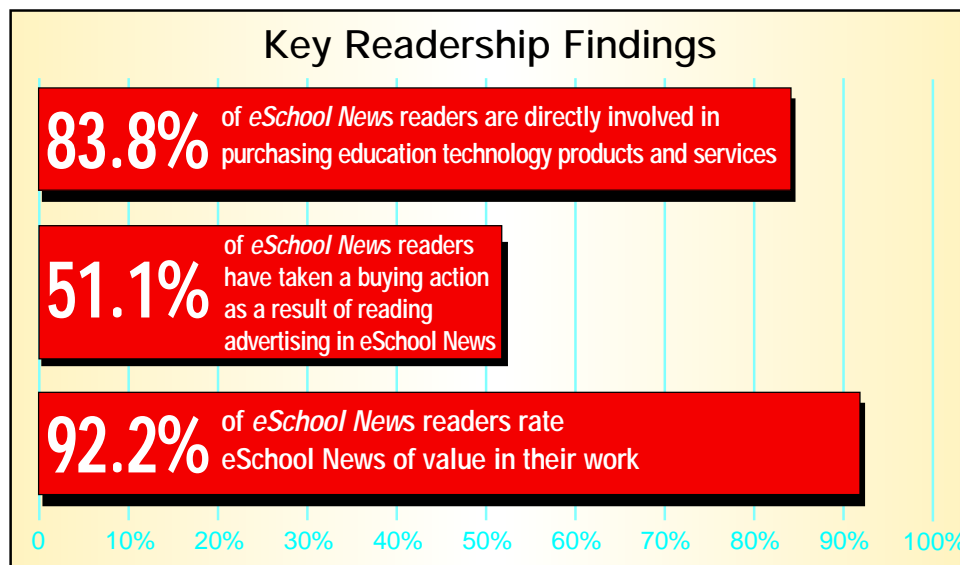 Key Readership Findings
83.8%
of eSchool News readers are directly involved in
purchasing education technology products and services
51.1%
of eSchool News readers
have taken a buying action
as a result of reading
advertising in eSchool News
92.2%
of eSchool News readers rate
eSchool News of value in their work
0 10% 20% 30% 40% 50% 60% 70% 80% 90% 100%